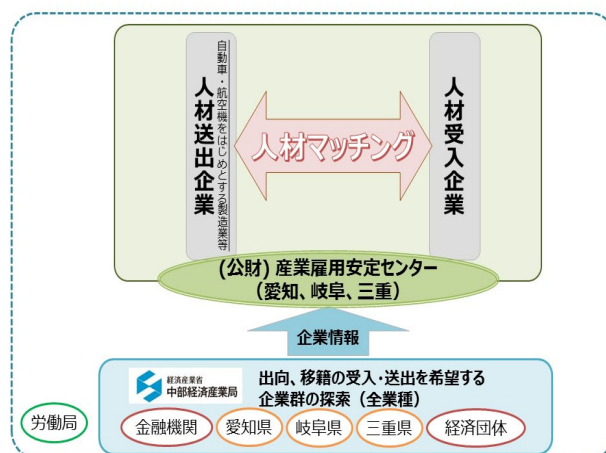 人材送出企業
自動車・航空機をはじめとする製造業等
人材マッチング
人材受入企業
(公財) 産業雇用安定センター
（愛知、岐阜、三重）
企業情報
経済産業省
中部経済産業局
出向、移籍の受入・送出を希望する
企業群の探索（全業種）
労働局
金融機関
愛知県
岐阜県
三重県
経済団体